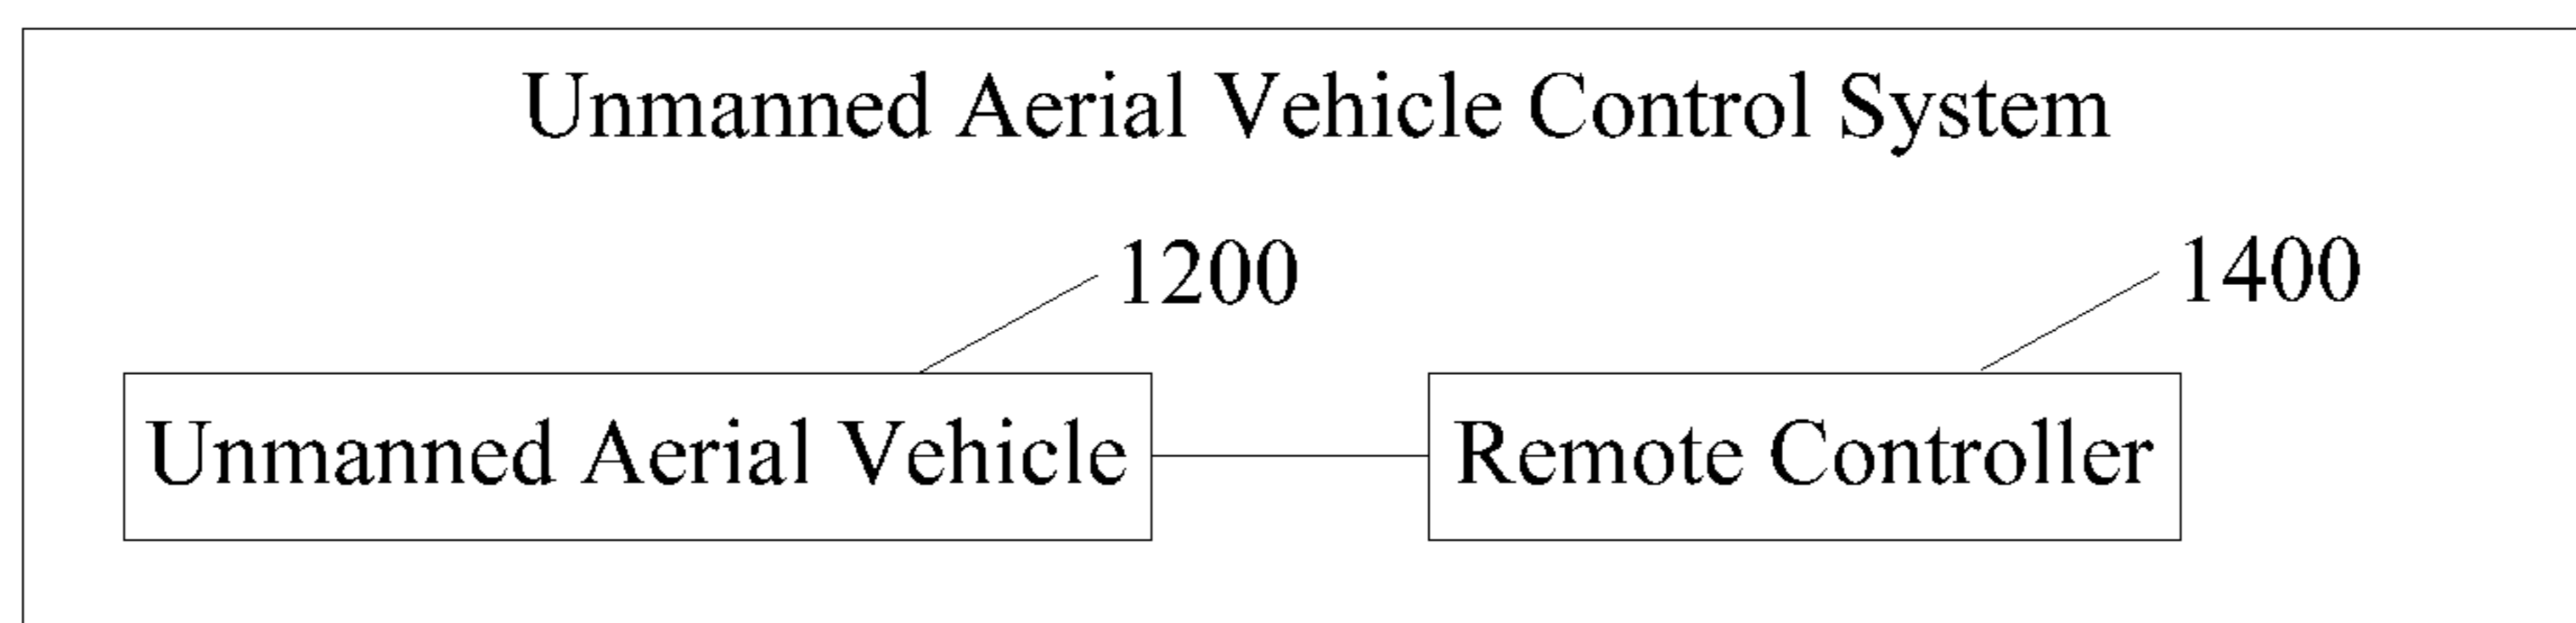 Unmanned Aerial Vehicle Control System
1200
1400
Unmanned Aerial Vehicle
Remote Controller